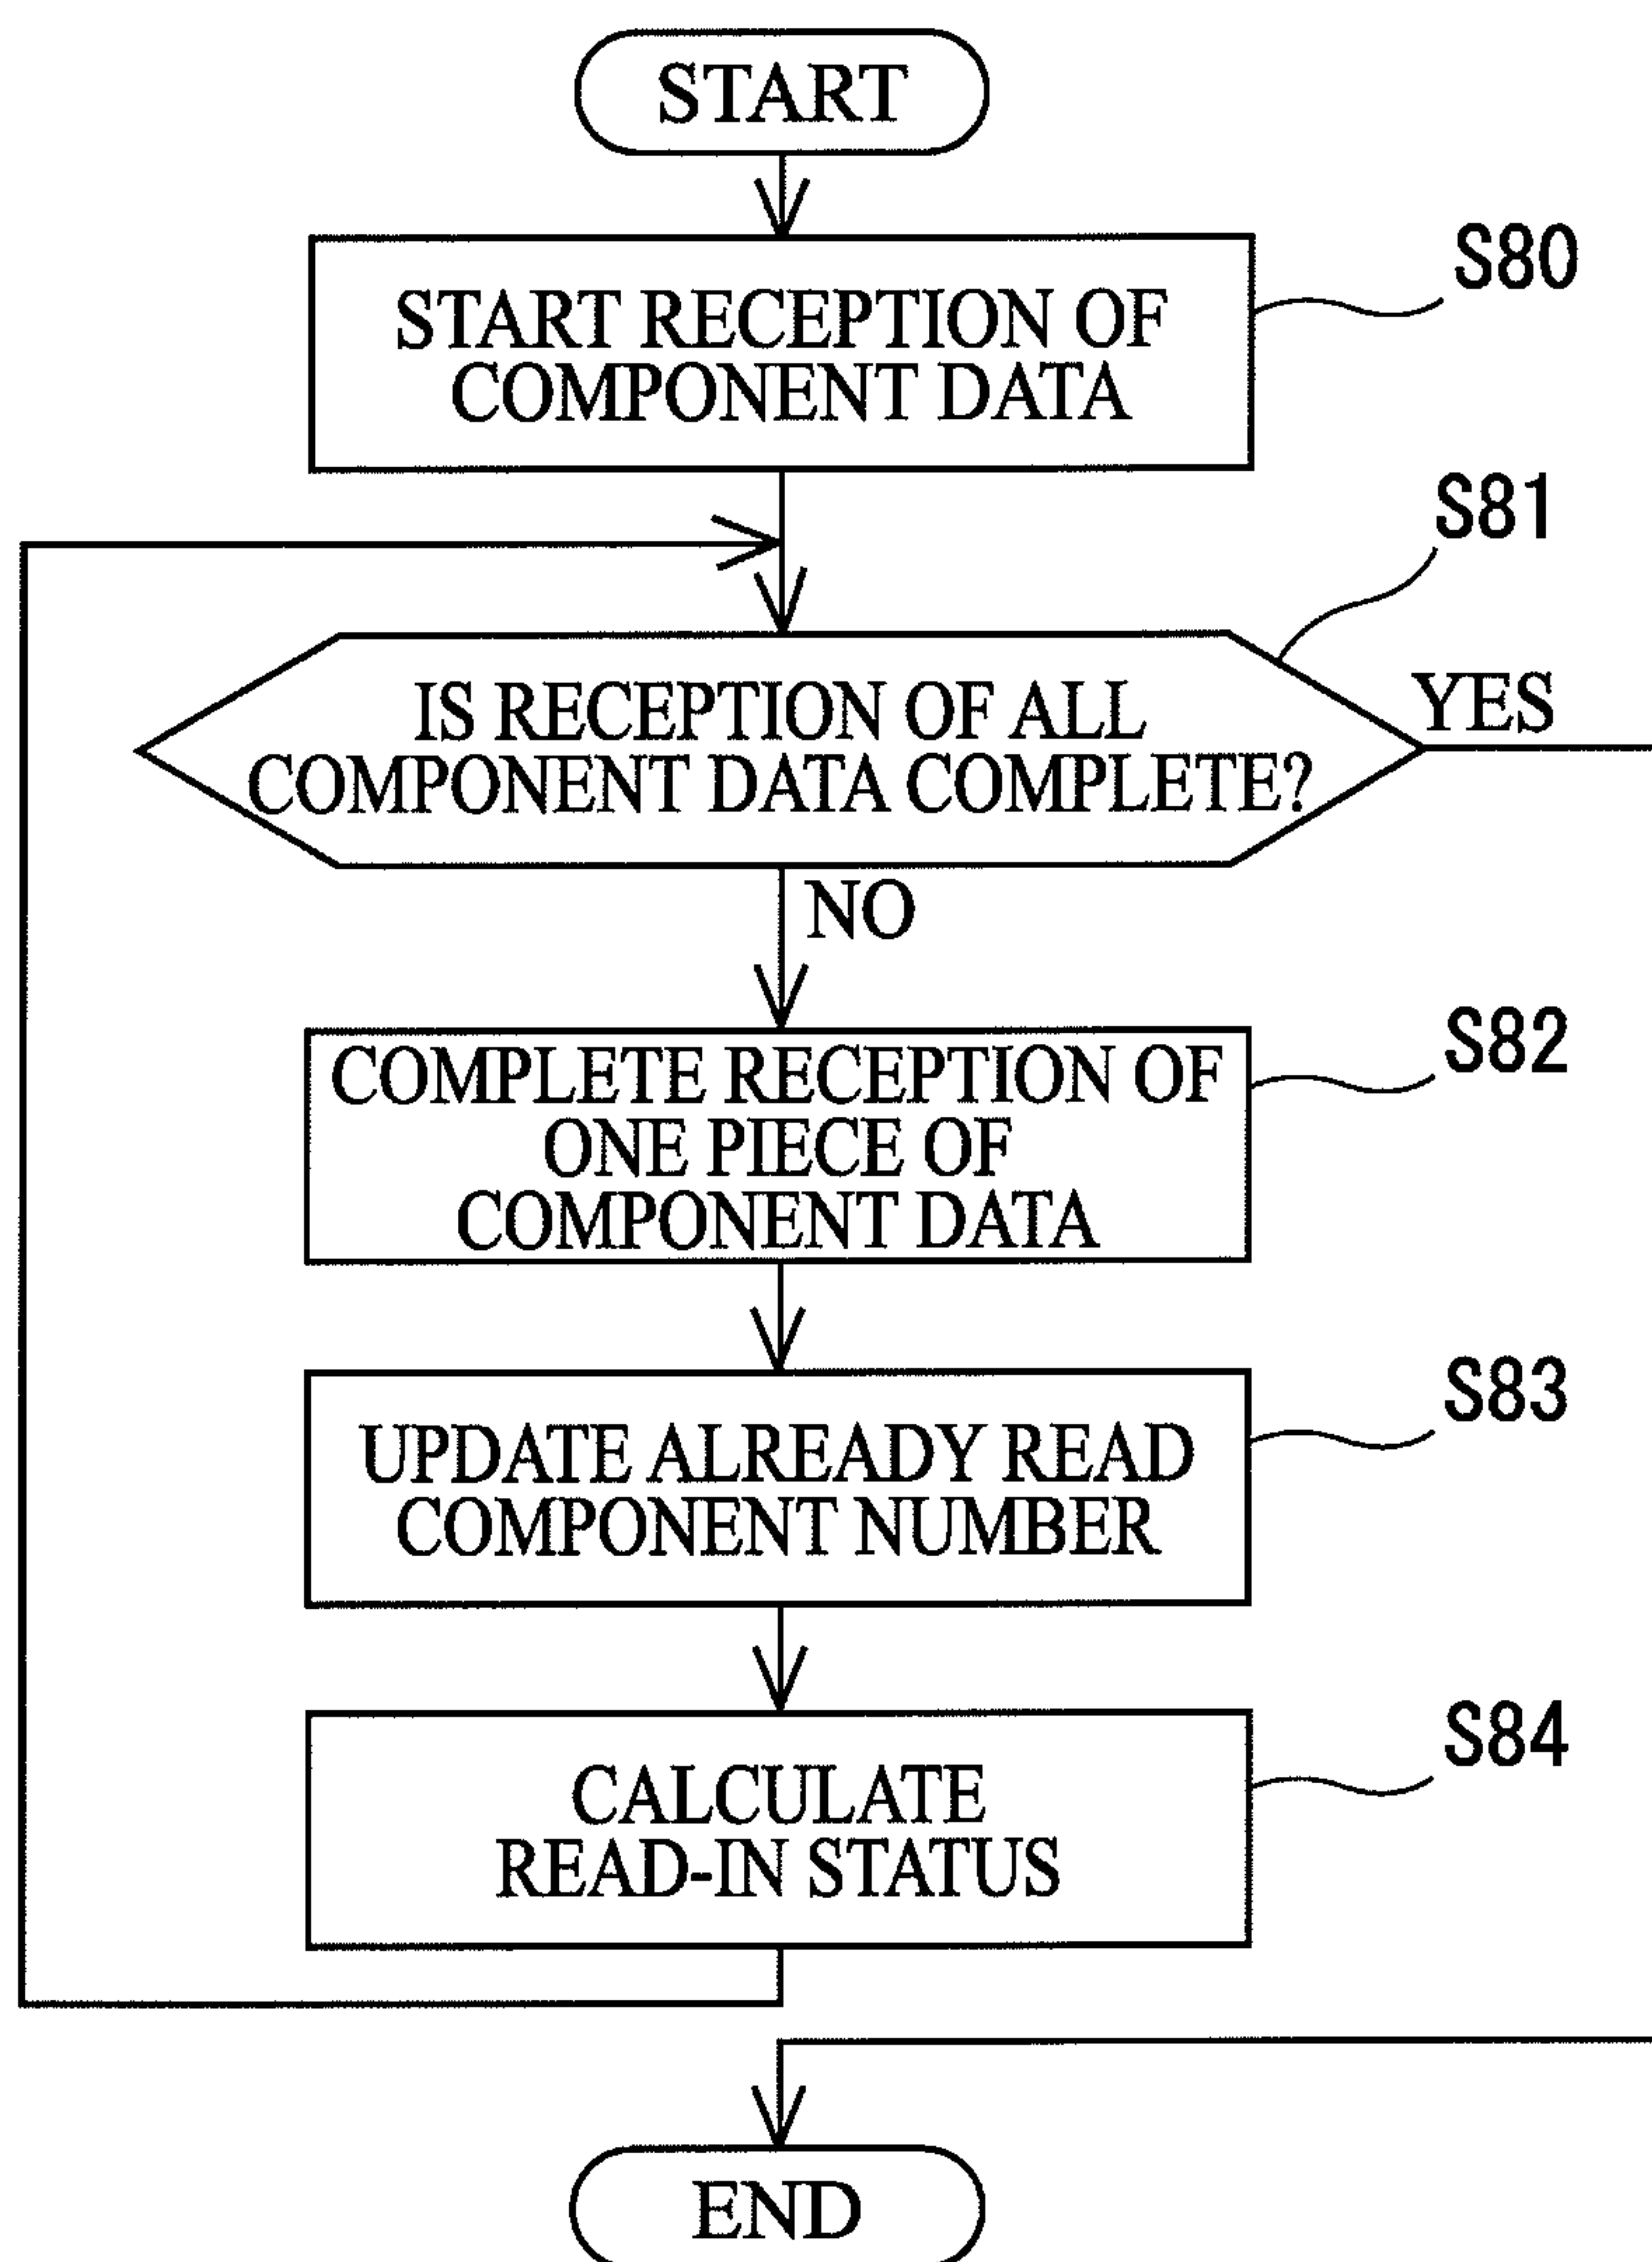 START
START RECEPTION OF
COMPONENT DATA
S80
S81
IS RECEPTION OF ALL
COMPONENT DATA COMPLETE?
YES
NO
COMPLETE RECEPTION OF
ONE PIECE OF
COMPONENT DATA
S82
UPDATE ALREADY READ
COMPONENT NUMBER
S83
CALCULATE
READ-IN STATUS
S84
END